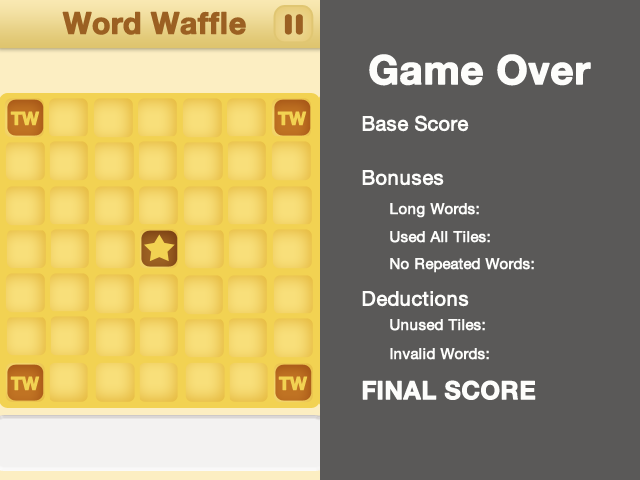 Word Waffle
TW
TW
TW
TW
Game Over
Base Score
Bonuses
Long Words:
Used All Tiles:
No Repeated Words:
Deductions
Unused Tiles:
Invalid Words:
FINAL SCORE